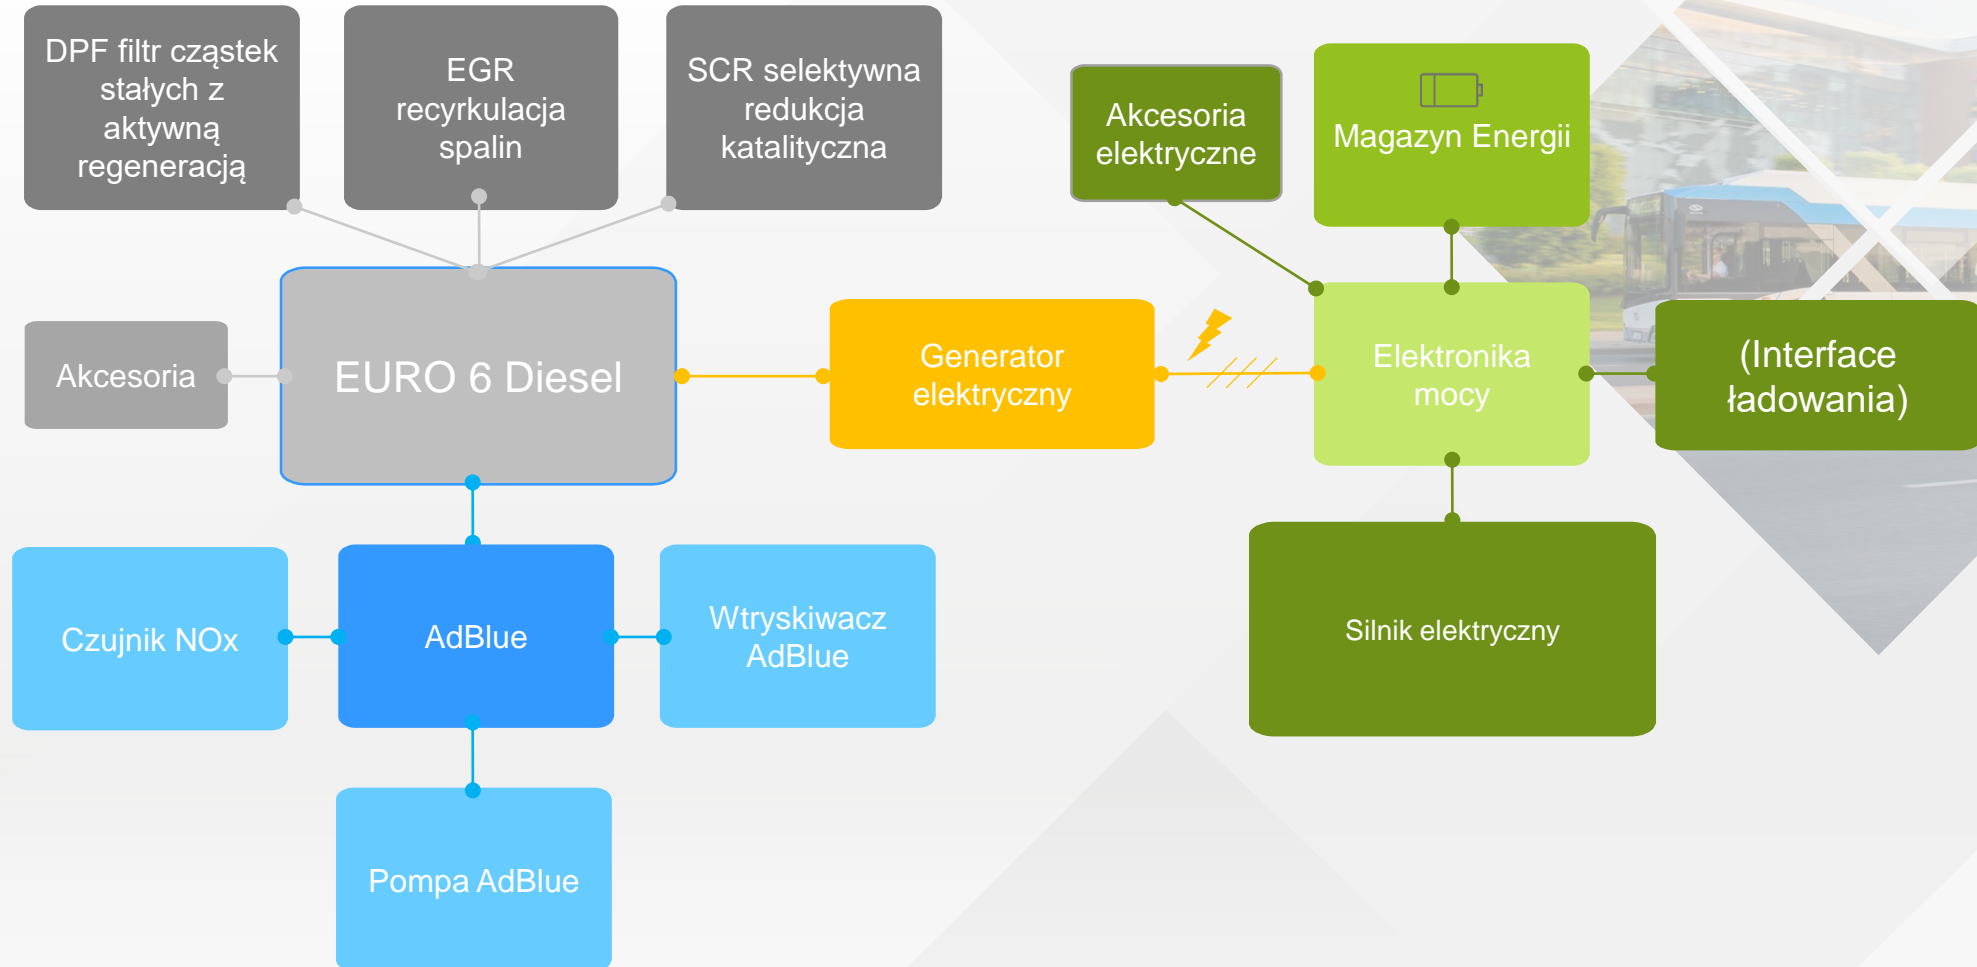 DPF filtr cząstek
stałych z
aktywną
regeneracją
EGR
recyrkulacja
spalin
SCR selektywna
redukcja
katalityczna
Akcesoria
elektryczne
Magazyn Energii
Akcesoria
EURO 6 Diesel
Generator
elektryczny
Elektronika
mocy
(Interface
ładowania)
Czujnik NOx
AdBlue
Wtryskiwacz
AdBlue
Silnik elektryczny
Pompa AdBlue